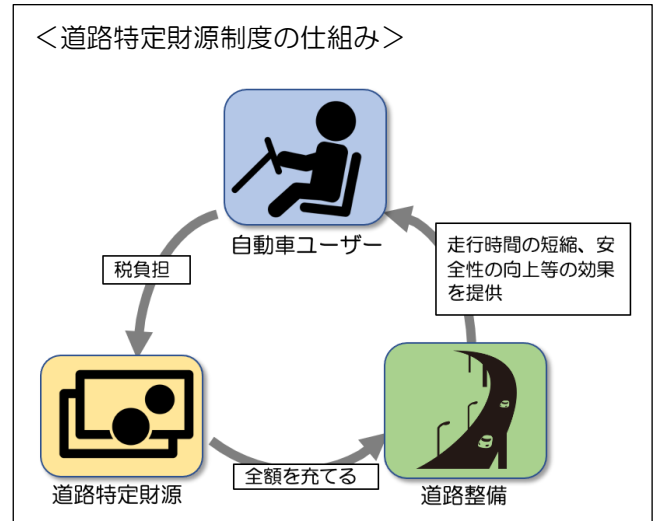 ＜道路特定財源制度の仕組み＞
自動車ユーザー
税負担
走行時間の短縮、安
全性の向上等の効果
を提供
全額を充てる
道路特定財源
道路整備